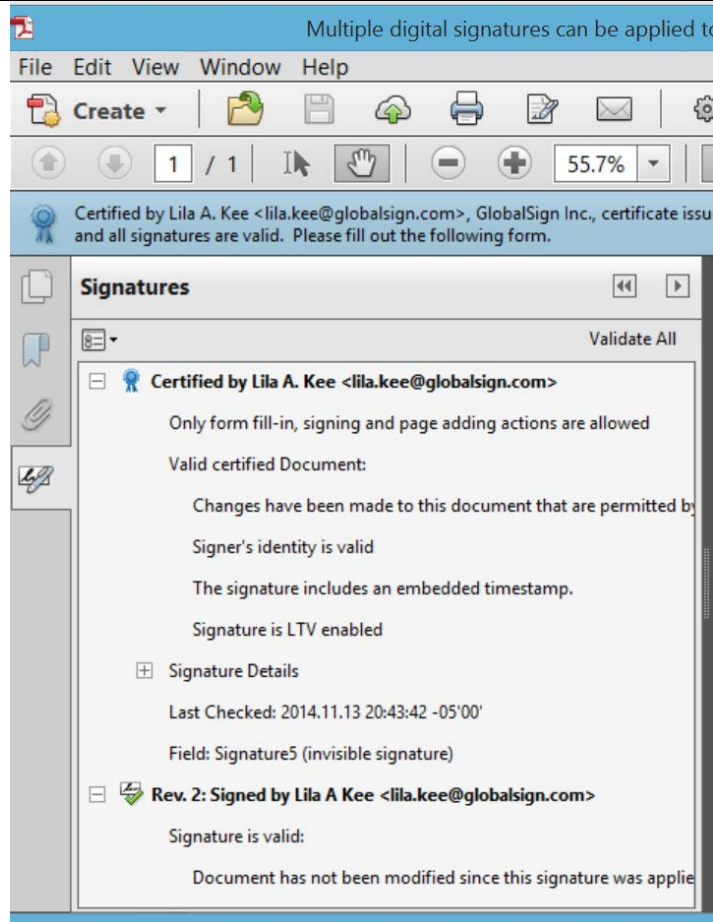 Multiple digital signatures can be applied to
File Edit View Window Help
Create
1 / 1 55.7%
Certified by Lila A. Kee <lila.kee@globalsign.com>, GlobalSign Inc., certificate issu
and all signatures are valid. Please fill out the following form.
Signatures
Validate All
Certified by Lila A. Kee <lila.kee@globalsign.com>
Only form fill-in, signing and page adding actions are allowed
Valid certified Document:
Changes have been made to this document that are permitted by
Signer's identity is valid
The signature includes an embedded timestamp.
Signature is LTV enabled
Signature Details
Last Checked: 2014.11.13 20:43:42 -05'00'
Field: Signature5 (invisible signature)
Rev. 2: Signed by Lila A Kee <lila.kee@globalsign.com>
Signature is valid:
Document has not been modified since this signature was applie